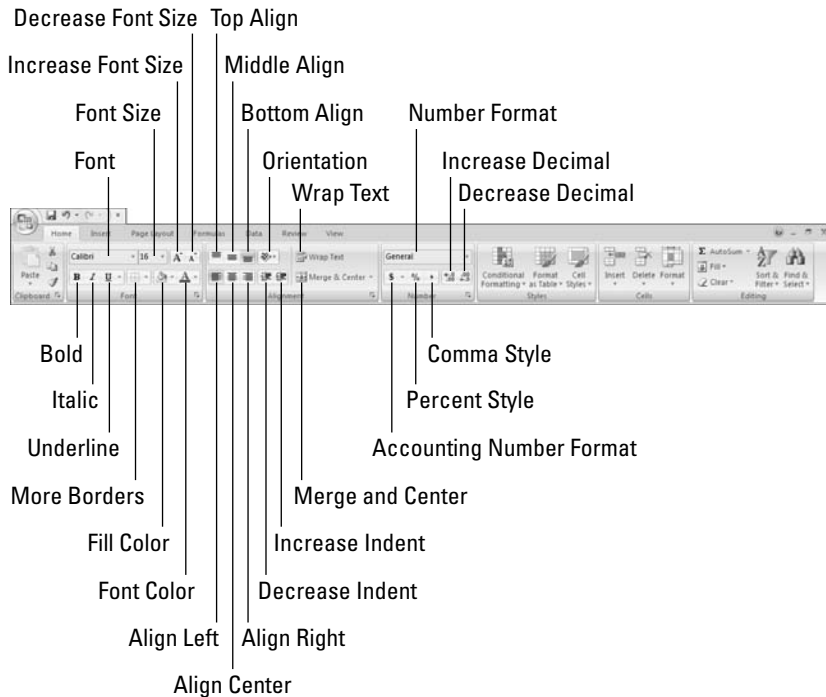 Decrease Font Size Top Align
Increase Font Size Middle Align
Font Size Bottom Align Number Format
Font Orientation Increase Decimal
Wrap Text Decrease Decimal
Home Insert Page Layout Formulas Data Review View
Calibri 16 A A Wrap Text General Σ AutoSum
Paste Fill
B I U A Merge & Center $ % , Conditional Format Cell Insert Delete Format Sort & Find &
Formatting as Table Styles Clear Filter Select
Clipboard Font Alignment Number Styles Cells Editing
Bold Comma Style
Italic Percent Style
Underline Accounting Number Format
More Borders Merge and Center
Fill Color Increase Indent
Font Color Decrease Indent
Align Left Align Right
Align Center